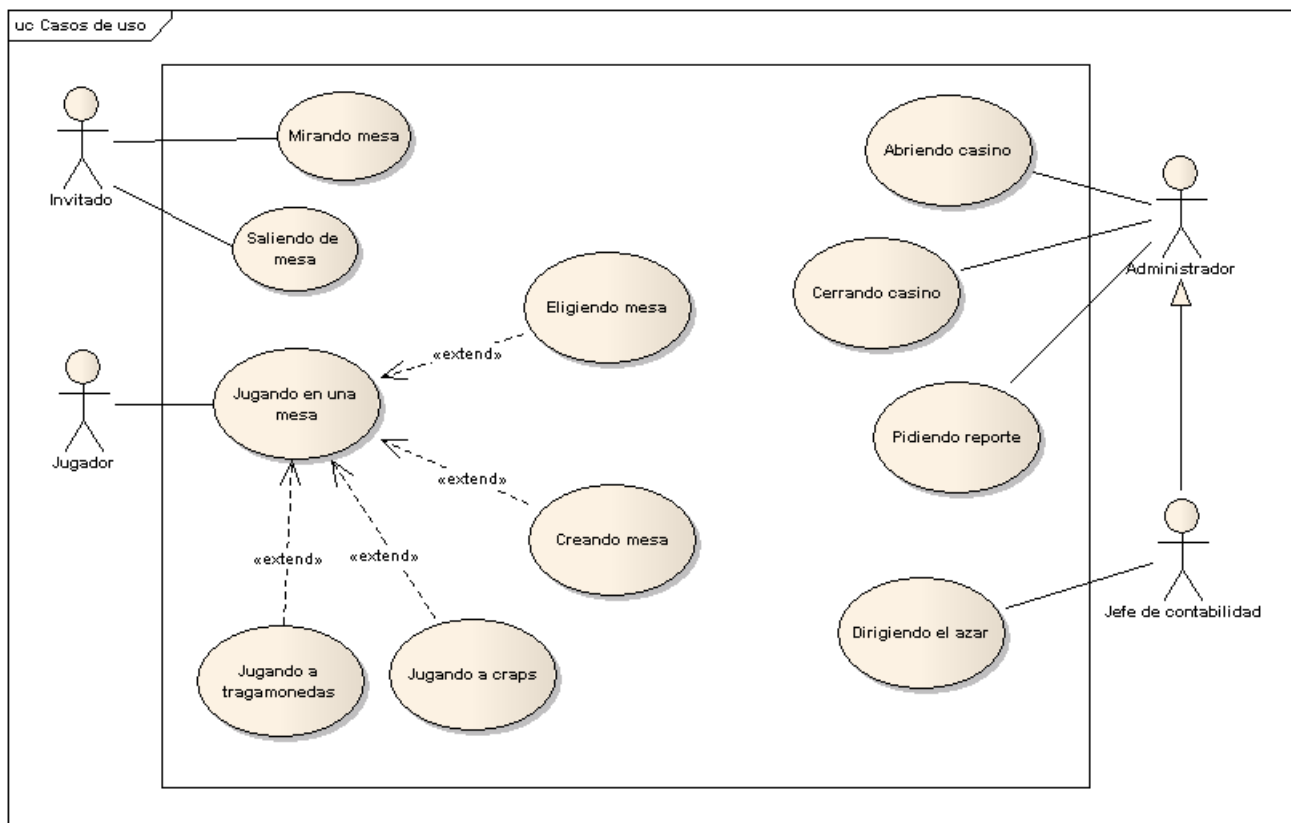 uc Casos de uso
Mirando mesa
Abriendo casino
Invitado
Saliendo de
mesa
Administrador
Eligiendo mesa
Cerrando casino
«extend»
Jugando en una
mesa
Jugador
Pidiendo reporte
«extend»
Creando mesa
«extend»
«extend»
Jefe de contabilidad
Dirigiendo el azar
Jugando a
tragamonedas
Jugando a craps